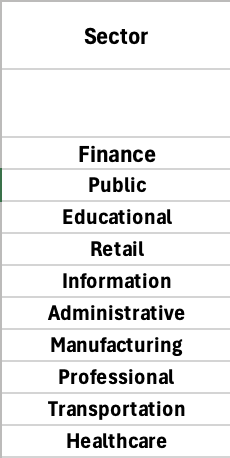 Sector
Finance
Public
Educational
Retail
Information
Administrative
Manufacturing
Professional
Transportation
Healthcare